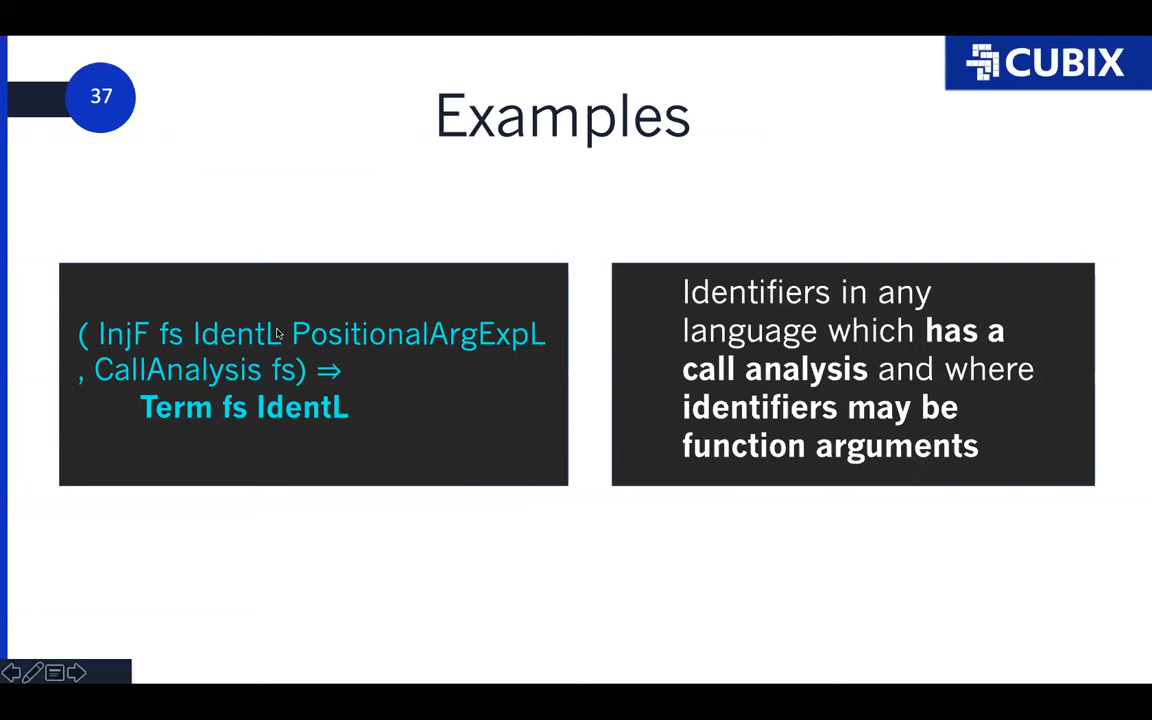 CUBIX
37
Examples
( InjF fs IdentL PositionalArgExpL
, CallAnalysis fs) ⇒
Term fs IdentL
Identifiers in any
language which has a
call analysis and where
identifiers may be
function arguments